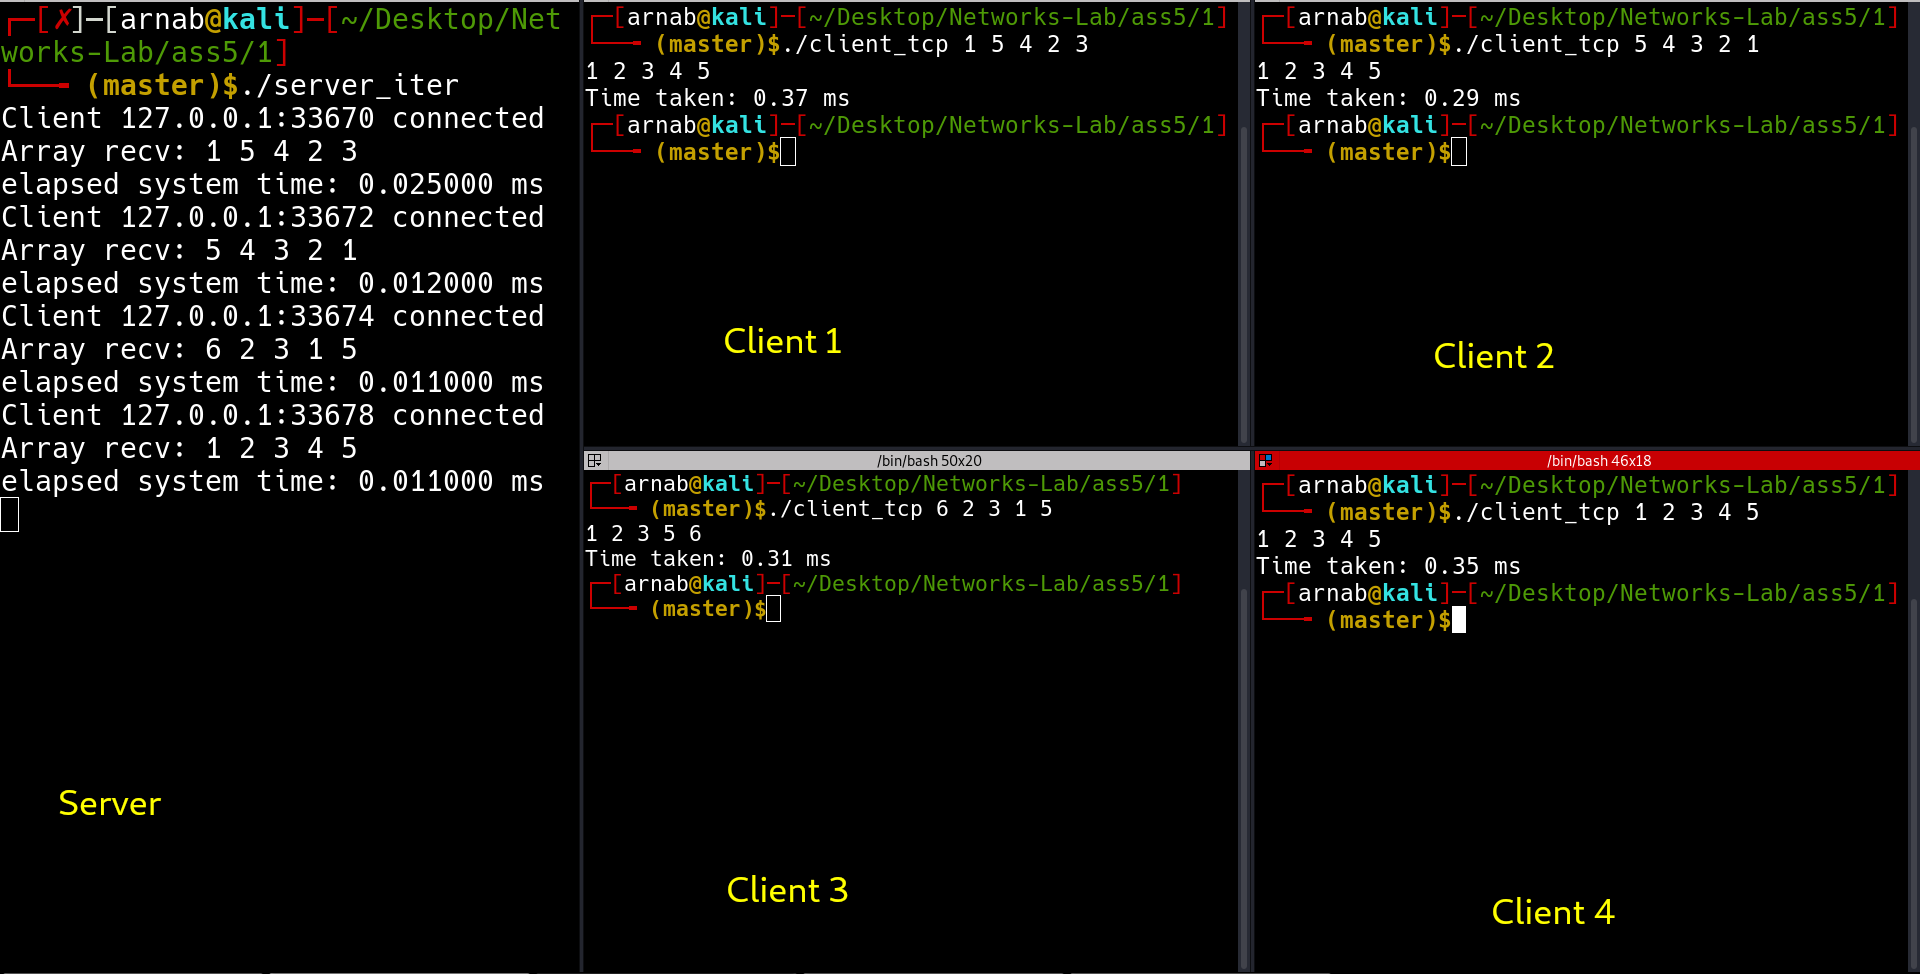 ┌─[✗]─[arnab@kali]─[~/Desktop/Net
works-Lab/ass5/1]
└──╼ (master)$./server_iter
Client 127.0.0.1:33670 connected
Array recv: 1 5 4 2 3
elapsed system time: 0.025000 ms
Client 127.0.0.1:33672 connected
Array recv: 5 4 3 2 1
elapsed system time: 0.012000 ms
Client 127.0.0.1:33674 connected
Array recv: 6 2 3 1 5
elapsed system time: 0.011000 ms
Client 127.0.0.1:33678 connected
Array recv: 1 2 3 4 5
elapsed system time: 0.011000 ms
Server
┌─[arnab@kali]─[~/Desktop/Networks-Lab/ass5/1]
└──╼ (master)$./client_tcp 1 5 4 2 3
1 2 3 4 5
Time taken: 0.37 ms
┌─[arnab@kali]─[~/Desktop/Networks-Lab/ass5/1]
└──╼ (master)$
Client 1
┌─[arnab@kali]─[~/Desktop/Networks-Lab/ass5/1]
└──╼ (master)$./client_tcp 5 4 3 2 1
1 2 3 4 5
Time taken: 0.29 ms
┌─[arnab@kali]─[~/Desktop/Networks-Lab/ass5/1]
└──╼ (master)$
Client 2
/bin/bash 50x20
┌─[arnab@kali]─[~/Desktop/Networks-Lab/ass5/1]
└──╼ (master)$./client_tcp 6 2 3 1 5
1 2 3 5 6
Time taken: 0.31 ms
┌─[arnab@kali]─[~/Desktop/Networks-Lab/ass5/1]
└──╼ (master)$
Client 3
/bin/bash 46x18
┌─[arnab@kali]─[~/Desktop/Networks-Lab/ass5/1]
└──╼ (master)$./client_tcp 1 2 3 4 5
1 2 3 4 5
Time taken: 0.35 ms
┌─[arnab@kali]─[~/Desktop/Networks-Lab/ass5/1]
└──╼ (master)$
Client 4